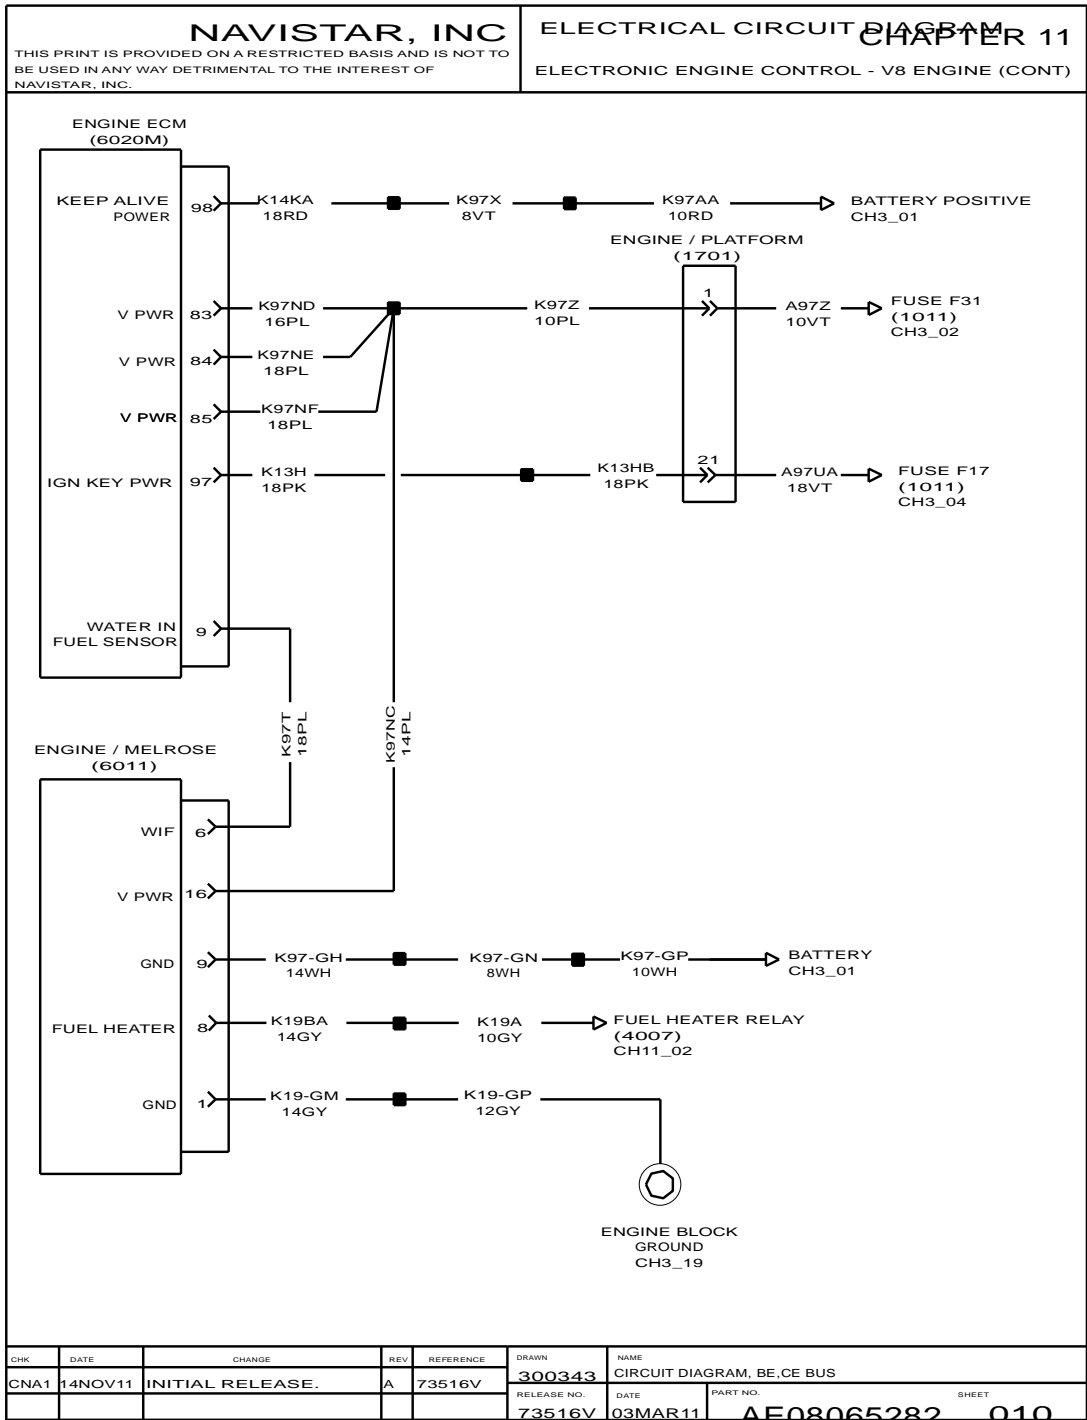 NAVISTAR, INC
THIS PRINT IS PROVIDED ON A RESTRICTED BASIS AND IS NOT TO
BE USED IN ANY WAY DETRIMENTAL TO THE INTEREST OF
NAVISTAR, INC.
ELECTRICAL CIRCUIT DIAGRAM
CHAPTER 11
ELECTRONIC ENGINE CONTROL - V8 ENGINE (CONT)
ENGINE ECM
(6020M)
KEEP ALIVE
POWER
98
K14KA
18RD
K97X
8VT
K97AA
10RD
BATTERY POSITIVE
CH3_01
ENGINE / PLATFORM
(1701)
V PWR
83
K97ND
16PL
K97Z
10PL
1
A97Z
10VT
FUSE F31
(1011)
CH3_02
V PWR
84
K97NE
18PL
V PWR
85
K97NF
18PL
IGN KEY PWR
97
K13H
18PK
K13HB
18PK
21
A97UA
18VT
FUSE F17
(1011)
CH3_04
WATER IN
FUEL SENSOR
9
K97T
18PL
K97NC
14PL
ENGINE / MELROSE
(6011)
WIF
6
V PWR
16
GND
9
K97-GH
14WH
K97-GN
8WH
K97-GP
10WH
BATTERY
CH3_01
FUEL HEATER
8
K19BA
14GY
K19A
10GY
FUEL HEATER RELAY
(4007)
CH11_02
GND
1
K19-GM
14GY
K19-GP
12GY
ENGINE BLOCK
GROUND
CH3_19
CHK
DATE
CHANGE
REV
REFERENCE
CNA1
14NOV11
INITIAL RELEASE.
A
73516V
DRAWN
300343
NAME
CIRCUIT DIAGRAM, BE,CE BUS
RELEASE NO.
73516V
DATE
03MAR11
PART NO.
AE08065282
SHEET
010